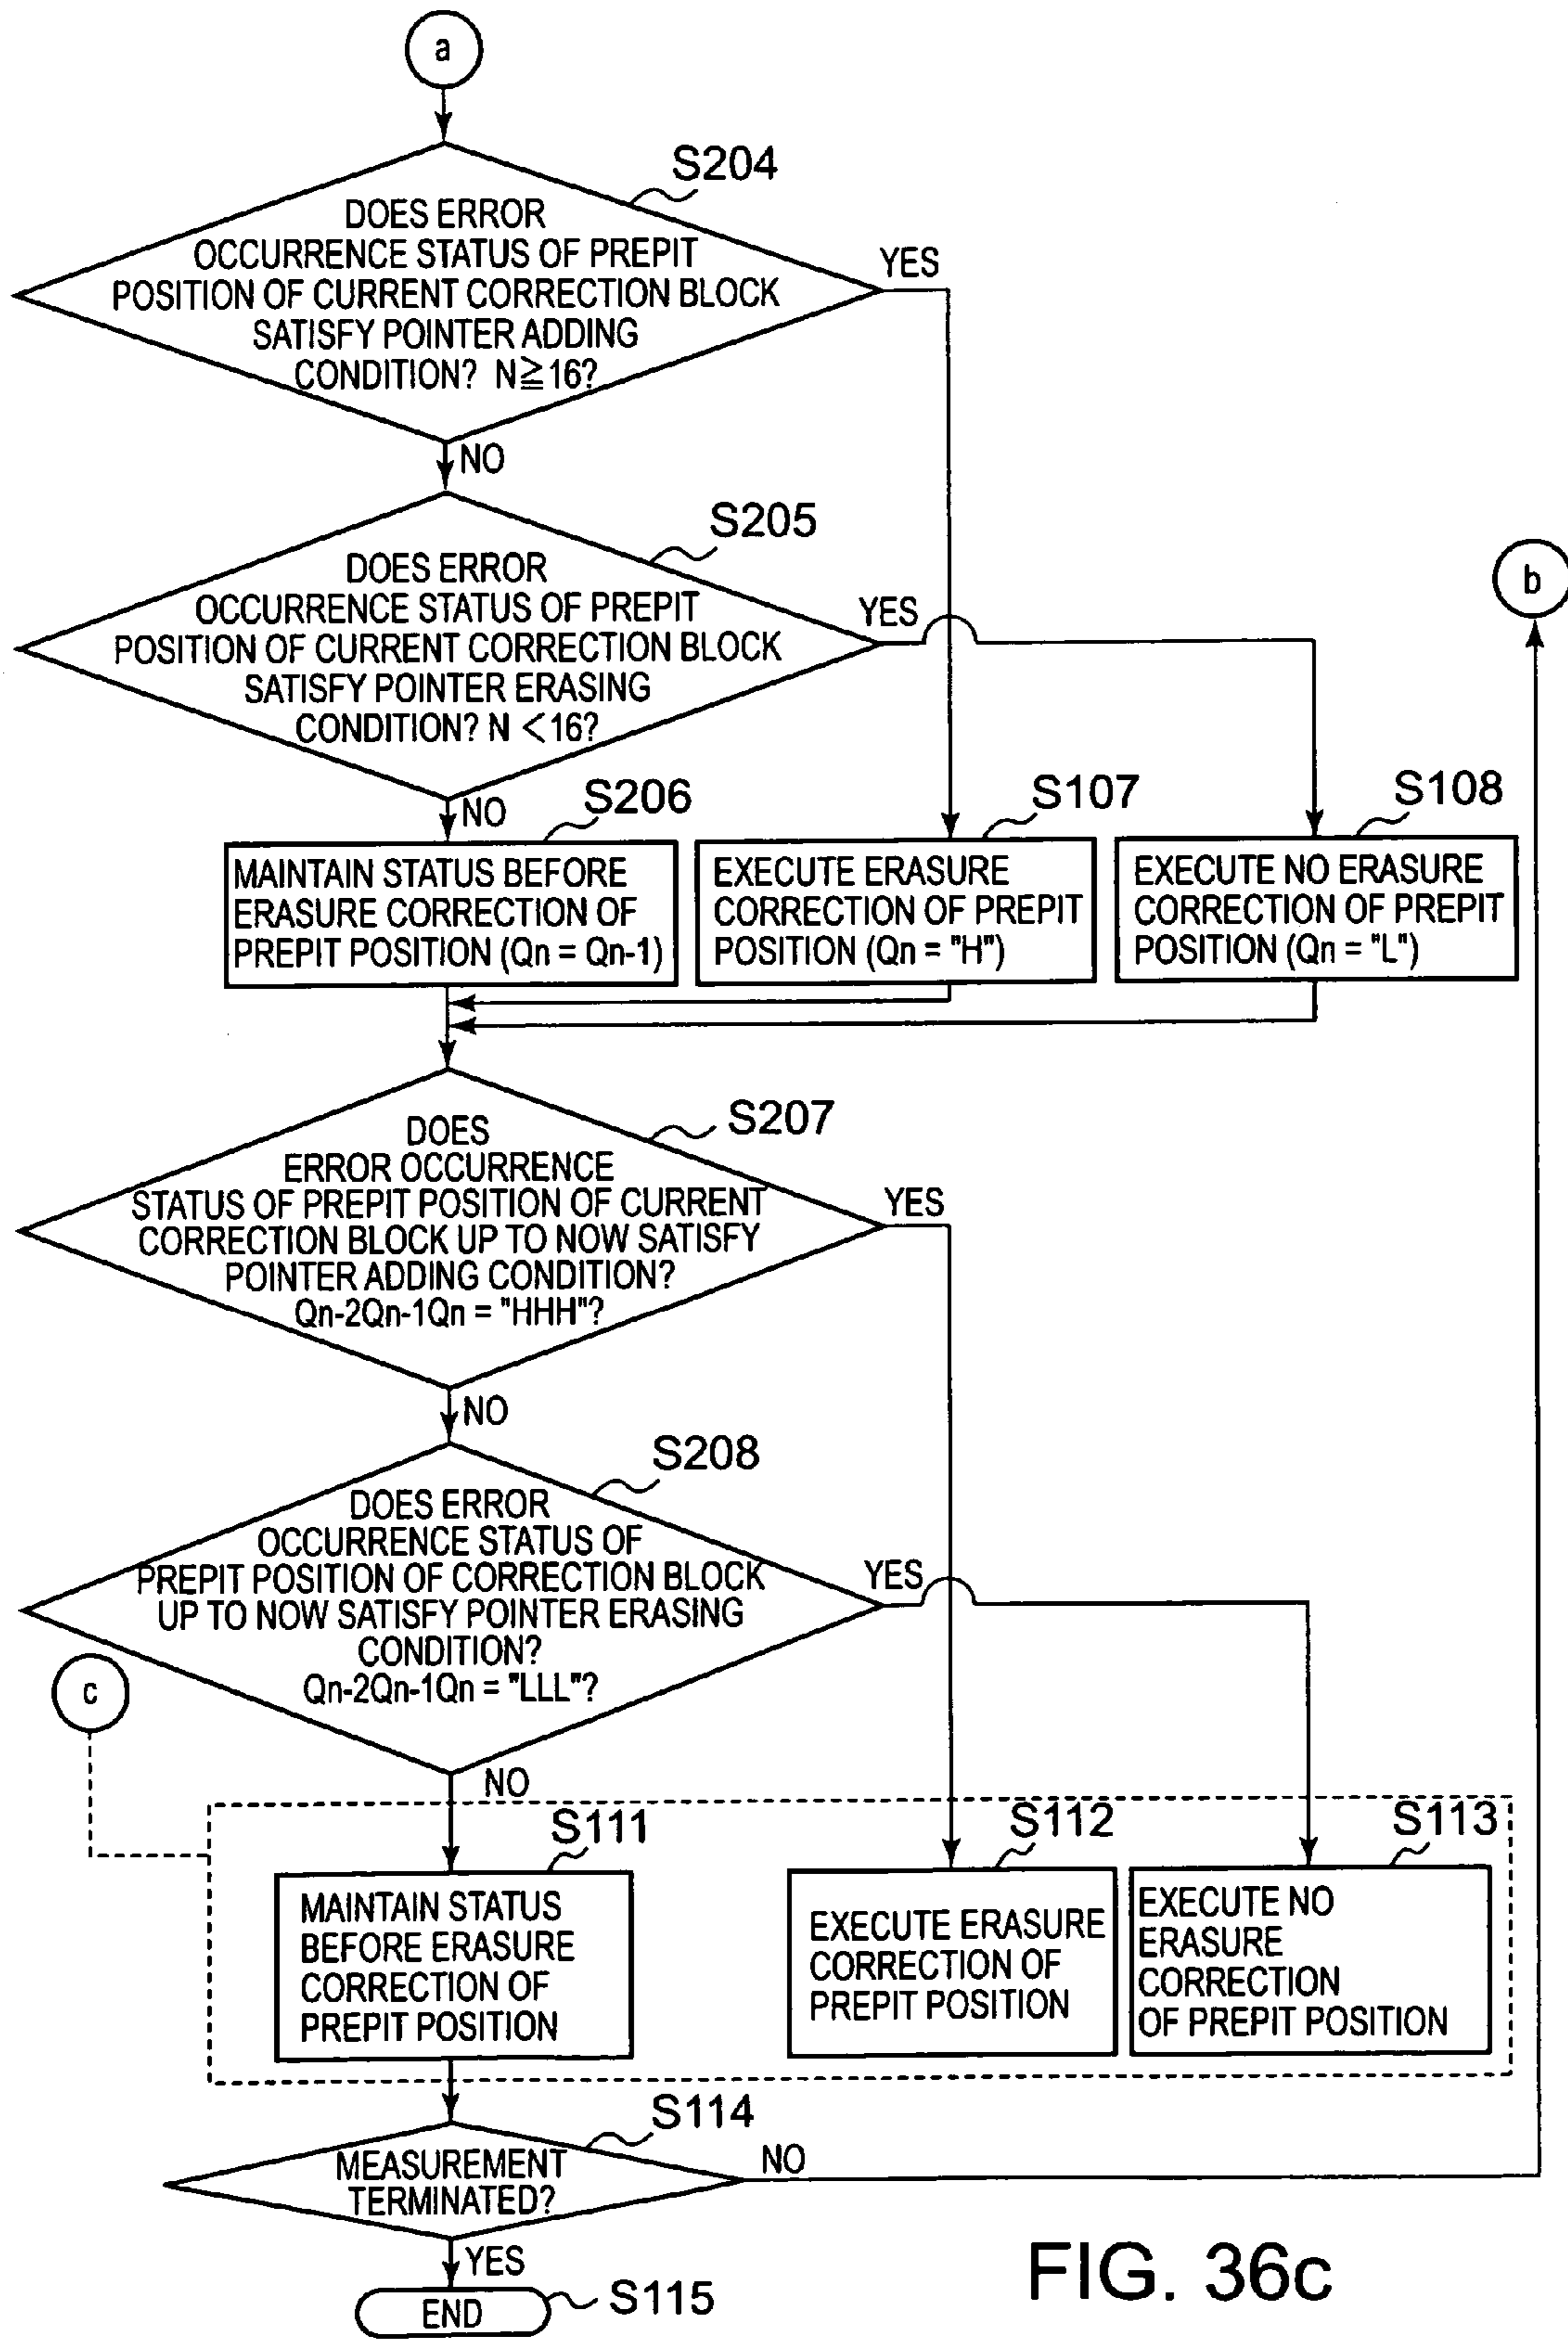 a
S204
DOES ERROR
OCCURRENCE STATUS OF PREPIT
POSITION OF CURRENT CORRECTION BLOCK
SATISFY POINTER ADDING
CONDITION? N≧16?
YES
NO
S205
DOES ERROR
OCCURRENCE STATUS OF PREPIT
POSITION OF CURRENT CORRECTION BLOCK
SATISFY POINTER ERASING
CONDITION? N <16?
YES
b
NO
S206
MAINTAIN STATUS BEFORE
ERASURE CORRECTION OF
PREPIT POSITION (Qn = Qn-1)
S107
EXECUTE ERASURE
CORRECTION OF PREPIT
POSITION (Qn = "H")
S108
EXECUTE NO ERASURE
CORRECTION OF PREPIT
POSITION (Qn = "L")
S207
DOES
ERROR OCCURRENCE
STATUS OF PREPIT POSITION OF CURRENT
CORRECTION BLOCK UP TO NOW SATISFY
POINTER ADDING CONDITION?
Qn-2Qn-1Qn = "HHH"?
YES
NO
S208
DOES ERROR
OCCURRENCE STATUS OF
PREPIT POSITION OF CORRECTION BLOCK
UP TO NOW SATISFY POINTER ERASING
CONDITION?
Qn-2Qn-1Qn = "LLL"?
YES
c
NO
S111
MAINTAIN STATUS
BEFORE ERASURE
CORRECTION OF
PREPIT POSITION
S112
EXECUTE ERASURE
CORRECTION OF
PREPIT POSITION
S113
EXECUTE NO
ERASURE
CORRECTION
OF PREPIT POSITION
S114
MEASUREMENT
TERMINATED?
NO
YES
END
S115
FIG. 36c